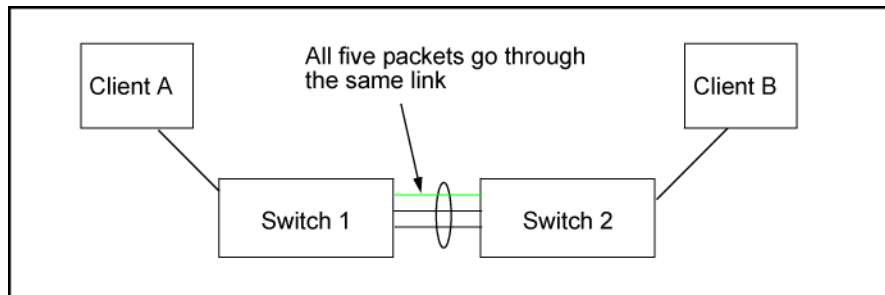 All five packets go through
the same link
Client A
Client B
Switch 1
Switch 2